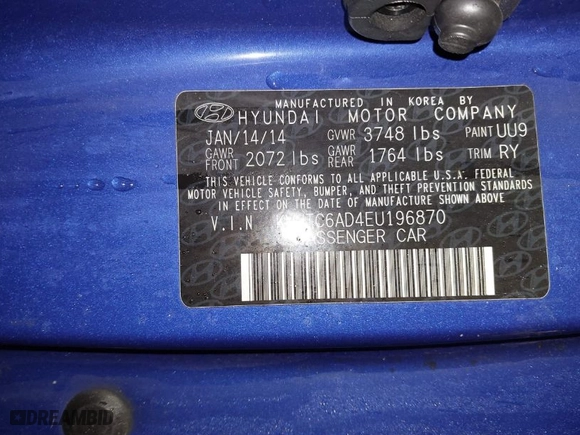 MANUFACTURED IN KOREA BY
HYUNDAI MOTOR COMPANY
JAN/14/14 GVWR 3748 lbs PAINT UU9
GAWR FRONT 2072 lbs GAWR REAR 1764 lbs TRIM RY
THIS VEHICLE CONFORMS TO ALL APPLICABLE U.S.A. FEDERAL
MOTOR VEHICLE SAFETY, BUMPER, AND THEFT PREVENTION STANDARDS
IN EFFECT ON THE DATE OF MANUFACTURE SHOWN ABOVE.
V.I.N TC6AD4EU196870
SSENGER CAR
DREAMBID